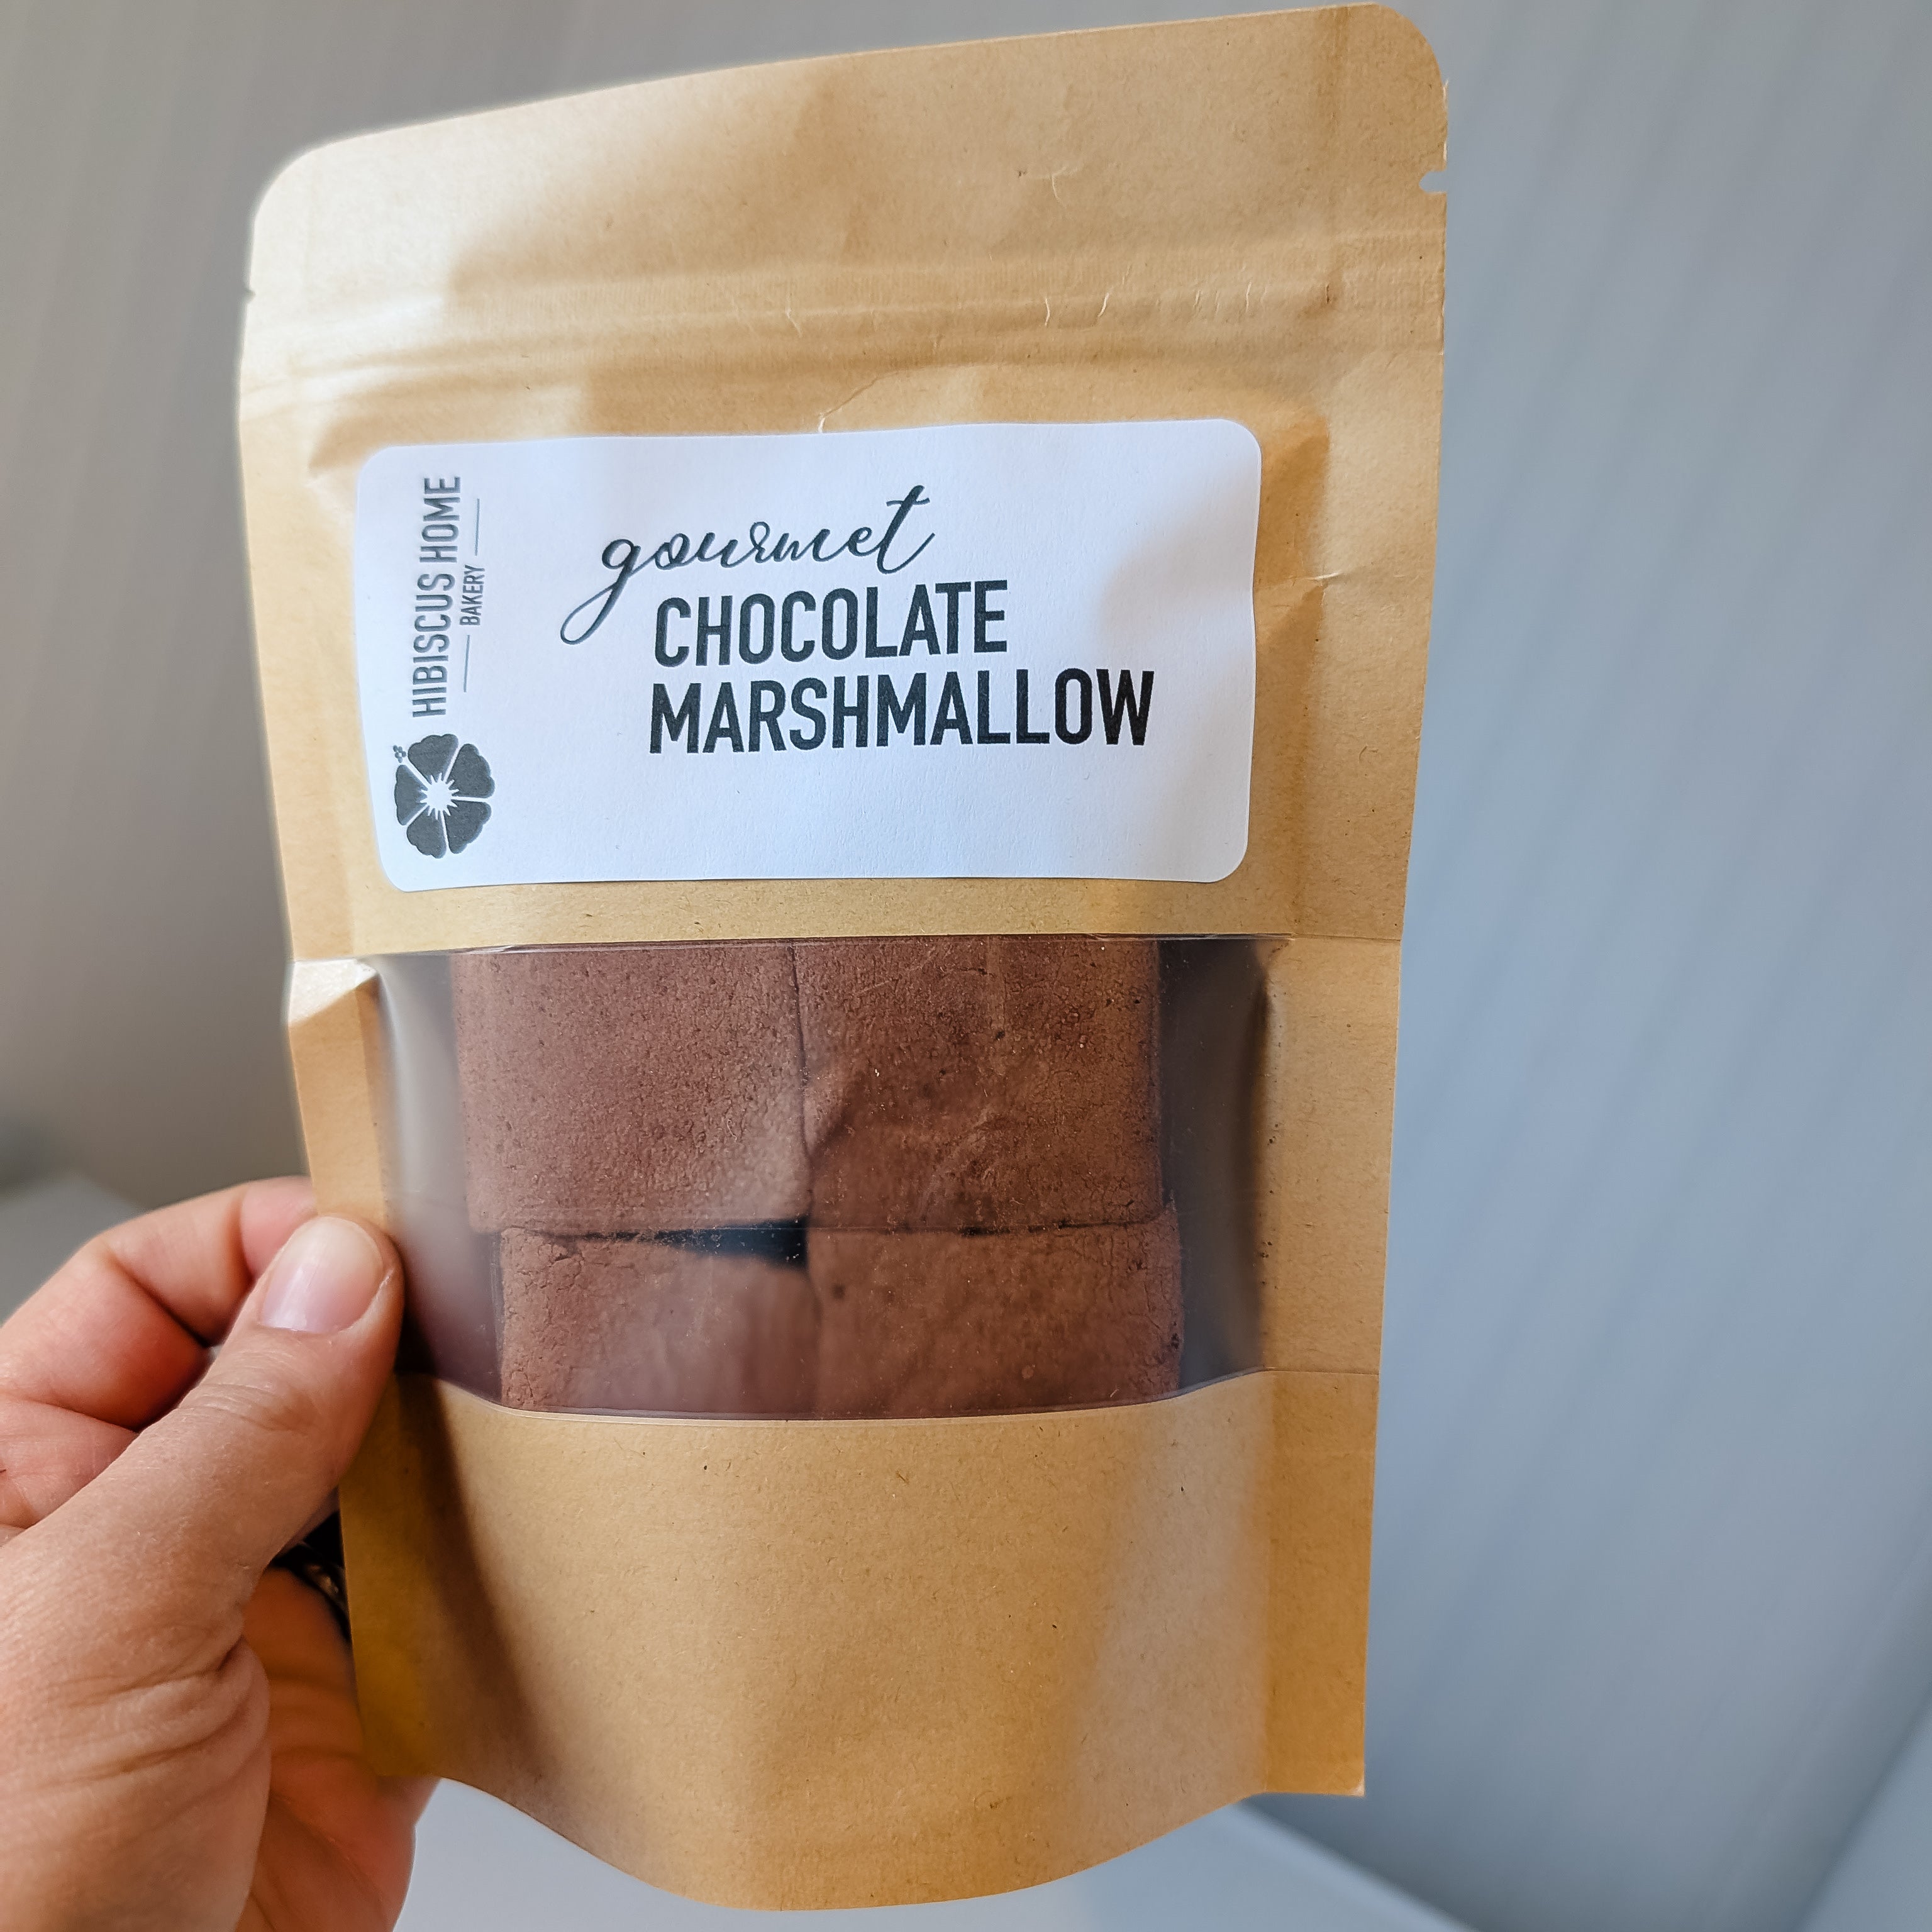 HIBISCUS HOME
BAKERY
gourmet
CHOCOLATE
MARSHMALLOW